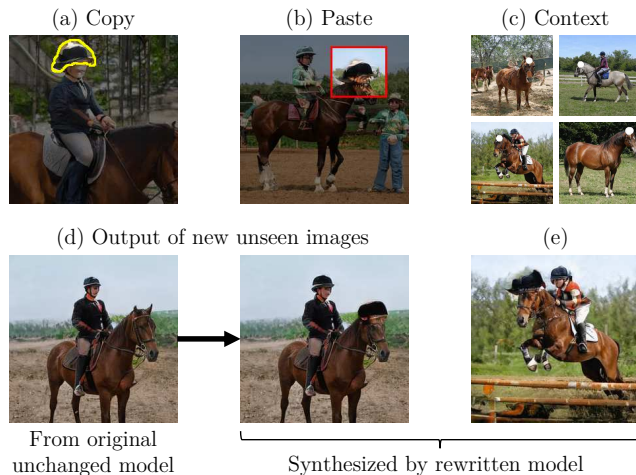 (a) Copy
(b) Paste
(c) Context
(d) Output of new unseen images
(e)
From original
unchanged model
Synthesized by rewritten model